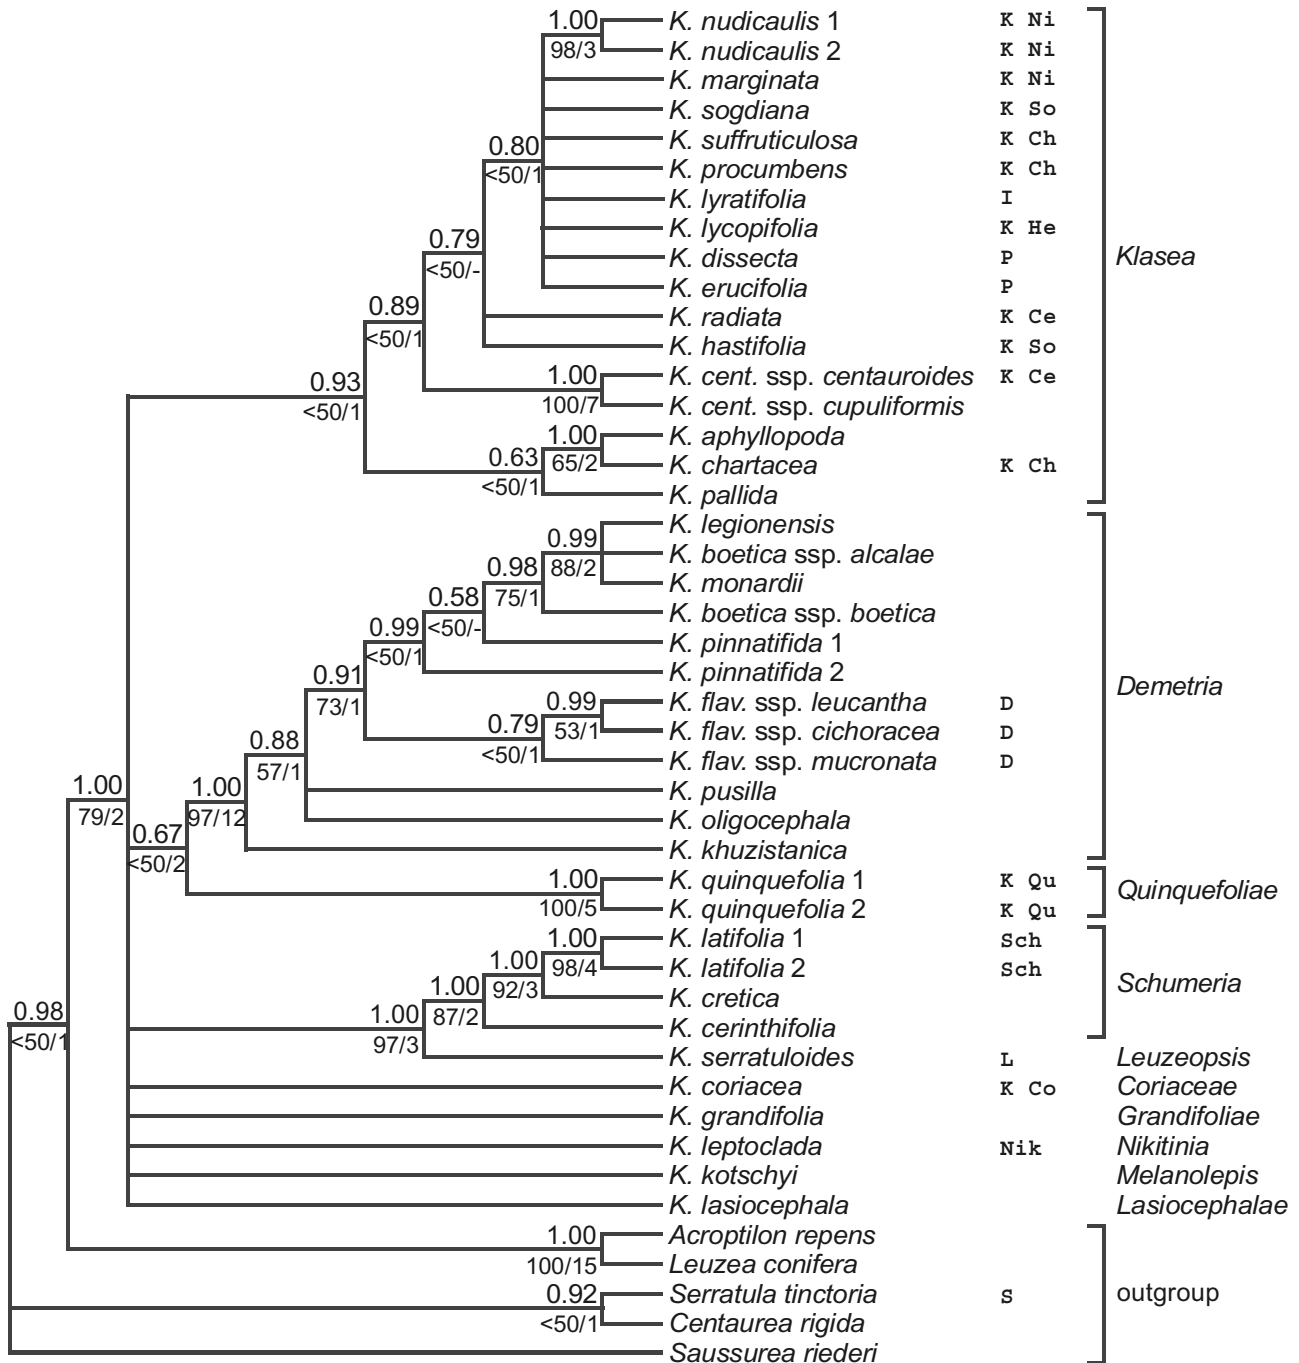 1.00 K. nudicaulis 1 K Ni
98/3 K. nudicaulis 2 K Ni
K. marginata K Ni
K. sogdiana K So
0.80 K. suffruticulosa K Ch
<50/1 K. procumbens K Ch
K. lyratifolia I
0.79 K. lycopifolia K He
<50/- K. dissecta P Klasea
K. erucifolia P
0.89 K. radiata K Ce
<50/1 K. hastifolia K So
0.93 1.00 K. cent. ssp. centauroides K Ce
<50/1 100/7 K. cent. ssp. cupuliformis
1.00 K. aphyllopoda
0.63 65/2 K. chartacea K Ch
<50/1 K. pallida
K. legionensis
0.99 K. boetica ssp. alcalae
0.98 88/2 K. monardii
0.58 75/1 K. boetica ssp. boetica
0.99 <50/- K. pinnatifida 1
0.91 <50/1 K. pinnatifida 2 Demetria
73/1 0.99 K. flav. ssp. leucantha D
0.88 0.79 53/1 K. flav. ssp. cichoracea D
57/1 <50/1 K. flav. ssp. mucronata D
1.00 1.00 K. pusilla
79/2 97/12 K. oligocephala
0.67 K. khuzistanica
<50/2 1.00 K. quinquefolia 1 K Qu Quinquefoliae
100/5 K. quinquefolia 2 K Qu
1.00 K. latifolia 1 Sch
1.00 98/4 K. latifolia 2 Sch
1.00 92/3 K. cretica Schumeria
0.98 1.00 87/2 K. cerinthifolia
<50/1 97/3 K. serratuloides L Leuzeopsis
K. coriacea K Co Coriaceae
K. grandifolia Grandifoliae
K. leptoclada Nik Nikitinia
K. kotschyi Melanolepis
K. lasiocephala Lasiocephalae
1.00 Acroptilon repens
100/15 Leuzea conifera
0.92 Serratula tinctoria S outgroup
<50/1 Centaurea rigida
Saussurea riederi